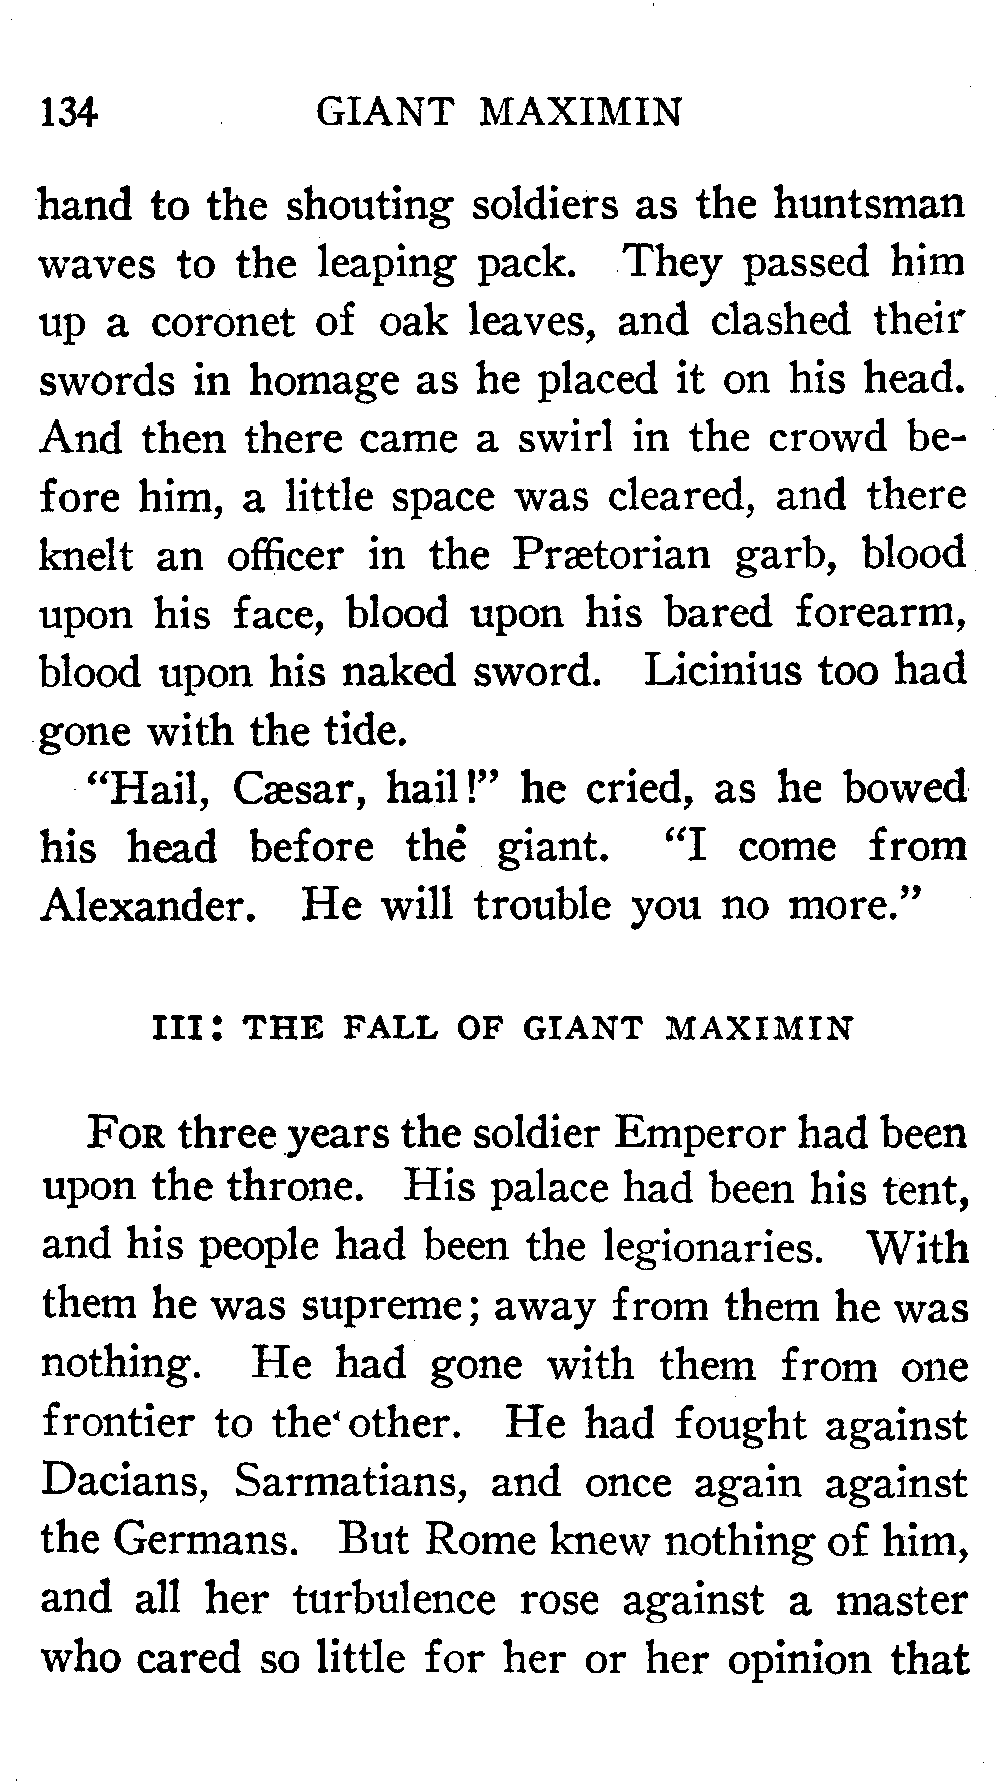 134 GIANT MAXIMIN
hand to the shouting soldiers as the huntsman
waves to the leaping pack. They passed him
up a coronet of oak leaves, and clashed their
swords in homage as he placed it on his head.
And then there came a swirl in the crowd be-
fore him, a little space was cleared, and there
knelt an officer in the Prætorian garb, blood
upon his face, blood upon his bared forearm,
blood upon his naked sword. Licinius too had
gone with the tide.
“Hail, Cæsar, hail!” he cried, as he bowed
his head before the giant. “I come from
Alexander. He will trouble you no more.”
III: THE FALL OF GIANT MAXIMIN
FOR three years the soldier Emperor had been
upon the throne. His palace had been his tent,
and his people had been the legionaries. With
them he was supreme; away from them he was
nothing. He had gone with them from one
frontier to the other. He had fought against
Dacians, Sarmatians, and once again against
the Germans. But Rome knew nothing of him,
and all her turbulence rose against a master
who cared so little for her or her opinion that